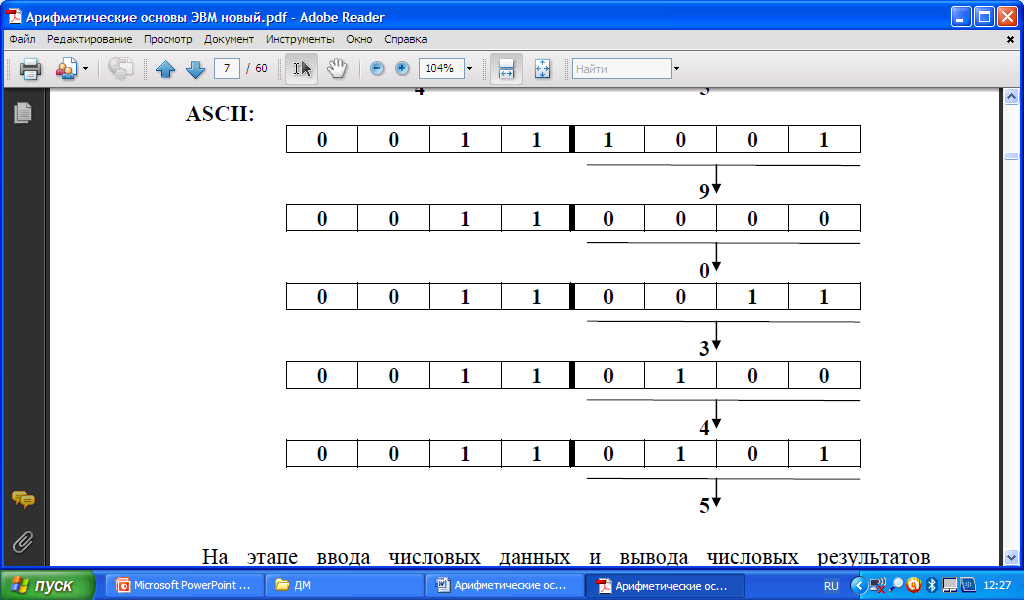 Арифметические основы ЭВМ новый.pdf - Adobe Reader
Файл Редактирование Просмотр Документ Инструменты Окно Справка
7 / 60 104% Найти
ASCII:
0 0 1 1 1 0 0 1
9
0 0 1 1 0 0 0 0
0
0 0 1 1 0 0 1 1
3
0 0 1 1 0 1 0 0
4
0 0 1 1 0 1 0 1
5
На этапе ввода числовых данных и вывода числовых результатов
пуск Microsoft PowerPoint ... ДМ Арифметические ос... Арифметические ос... RU 12:27